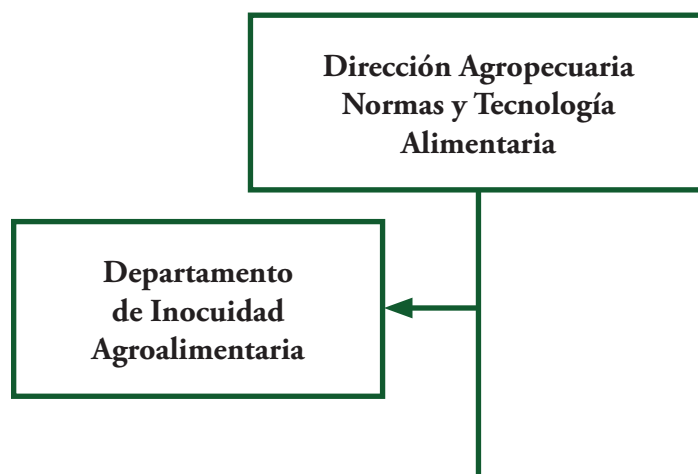 Dirección Agropecuaria
Normas y Tecnología
Alimentaria
Departamento
de Inocuidad
Agroalimentaria